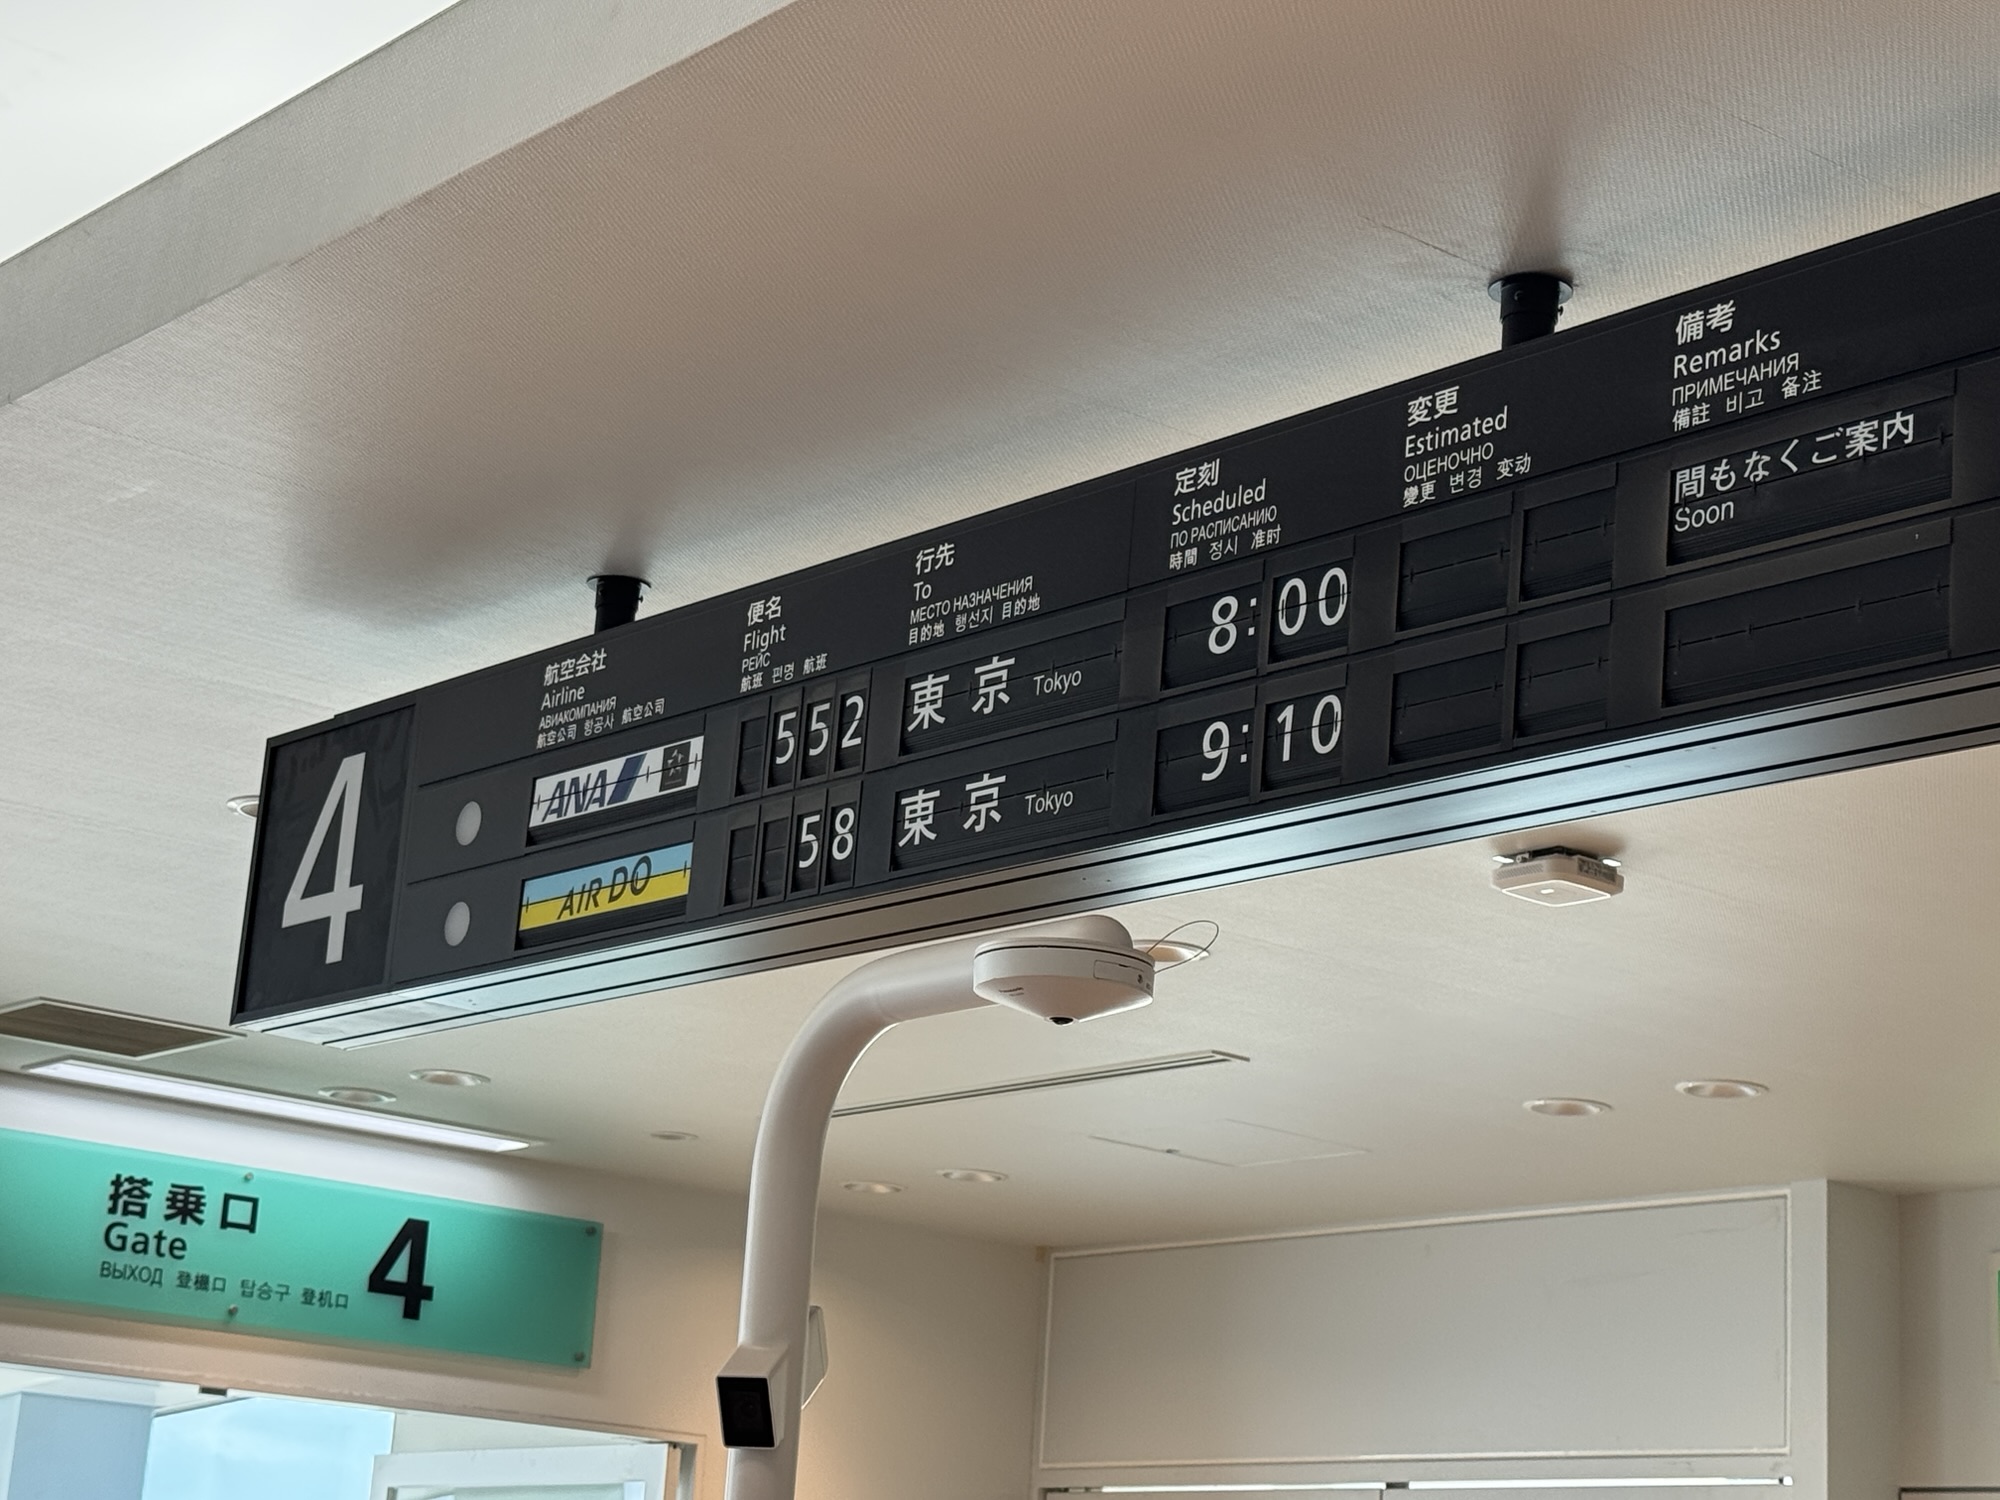 4
航空会社
Airline
АВИАКОМПАНИЯ
航空公司 항공사 航空公司
便名
Flight
РЕЙС
航班 편명 航班
行先
To
МЕСТО НАЗНАЧЕНИЯ
目的地 행선지 目的地
定刻
Scheduled
ПО РАСПИСАНИЮ
時間 정시 准时
変更
Estimated
ОЦЕНОЧНО
變更 변경 变动
備考
Remarks
ПРИМЕЧАНИЯ
備註 비고 备注
ANA 552 東京 Tokyo 8:00 間もなくご案内
Soon
AIR DO 58 東京 Tokyo 9:10
搭乗口
Gate
ВЫХОД 登機口 탑승구 登机口
4